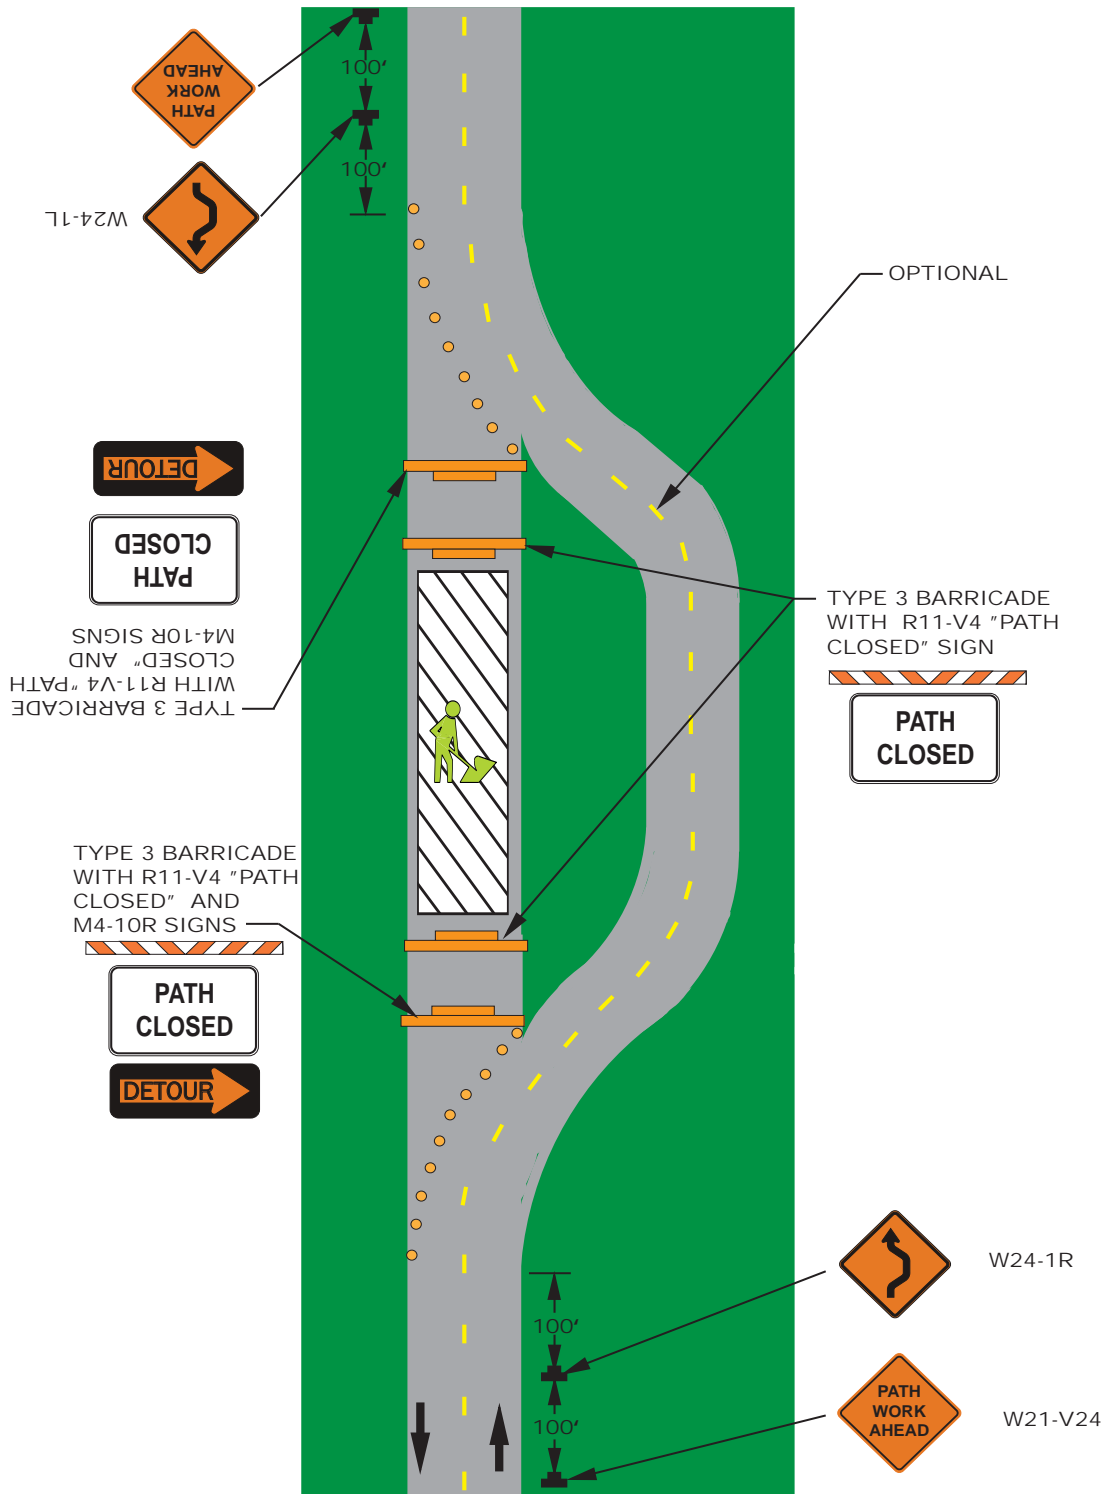 PATH
WORK
AHEAD
100'
100'
W24-1L
OPTIONAL
DETOUR
PATH
CLOSED
TYPE 3 BARRICADE
WITH R11-V4 "PATH
CLOSED" AND
M4-10R SIGNS
TYPE 3 BARRICADE
WITH R11-V4 "PATH
CLOSED" SIGN
PATH
CLOSED
TYPE 3 BARRICADE
WITH R11-V4 "PATH
CLOSED" AND
M4-10R SIGNS
PATH
CLOSED
DETOUR
W24-1R
100'
100'
PATH
WORK
AHEAD
W21-V24